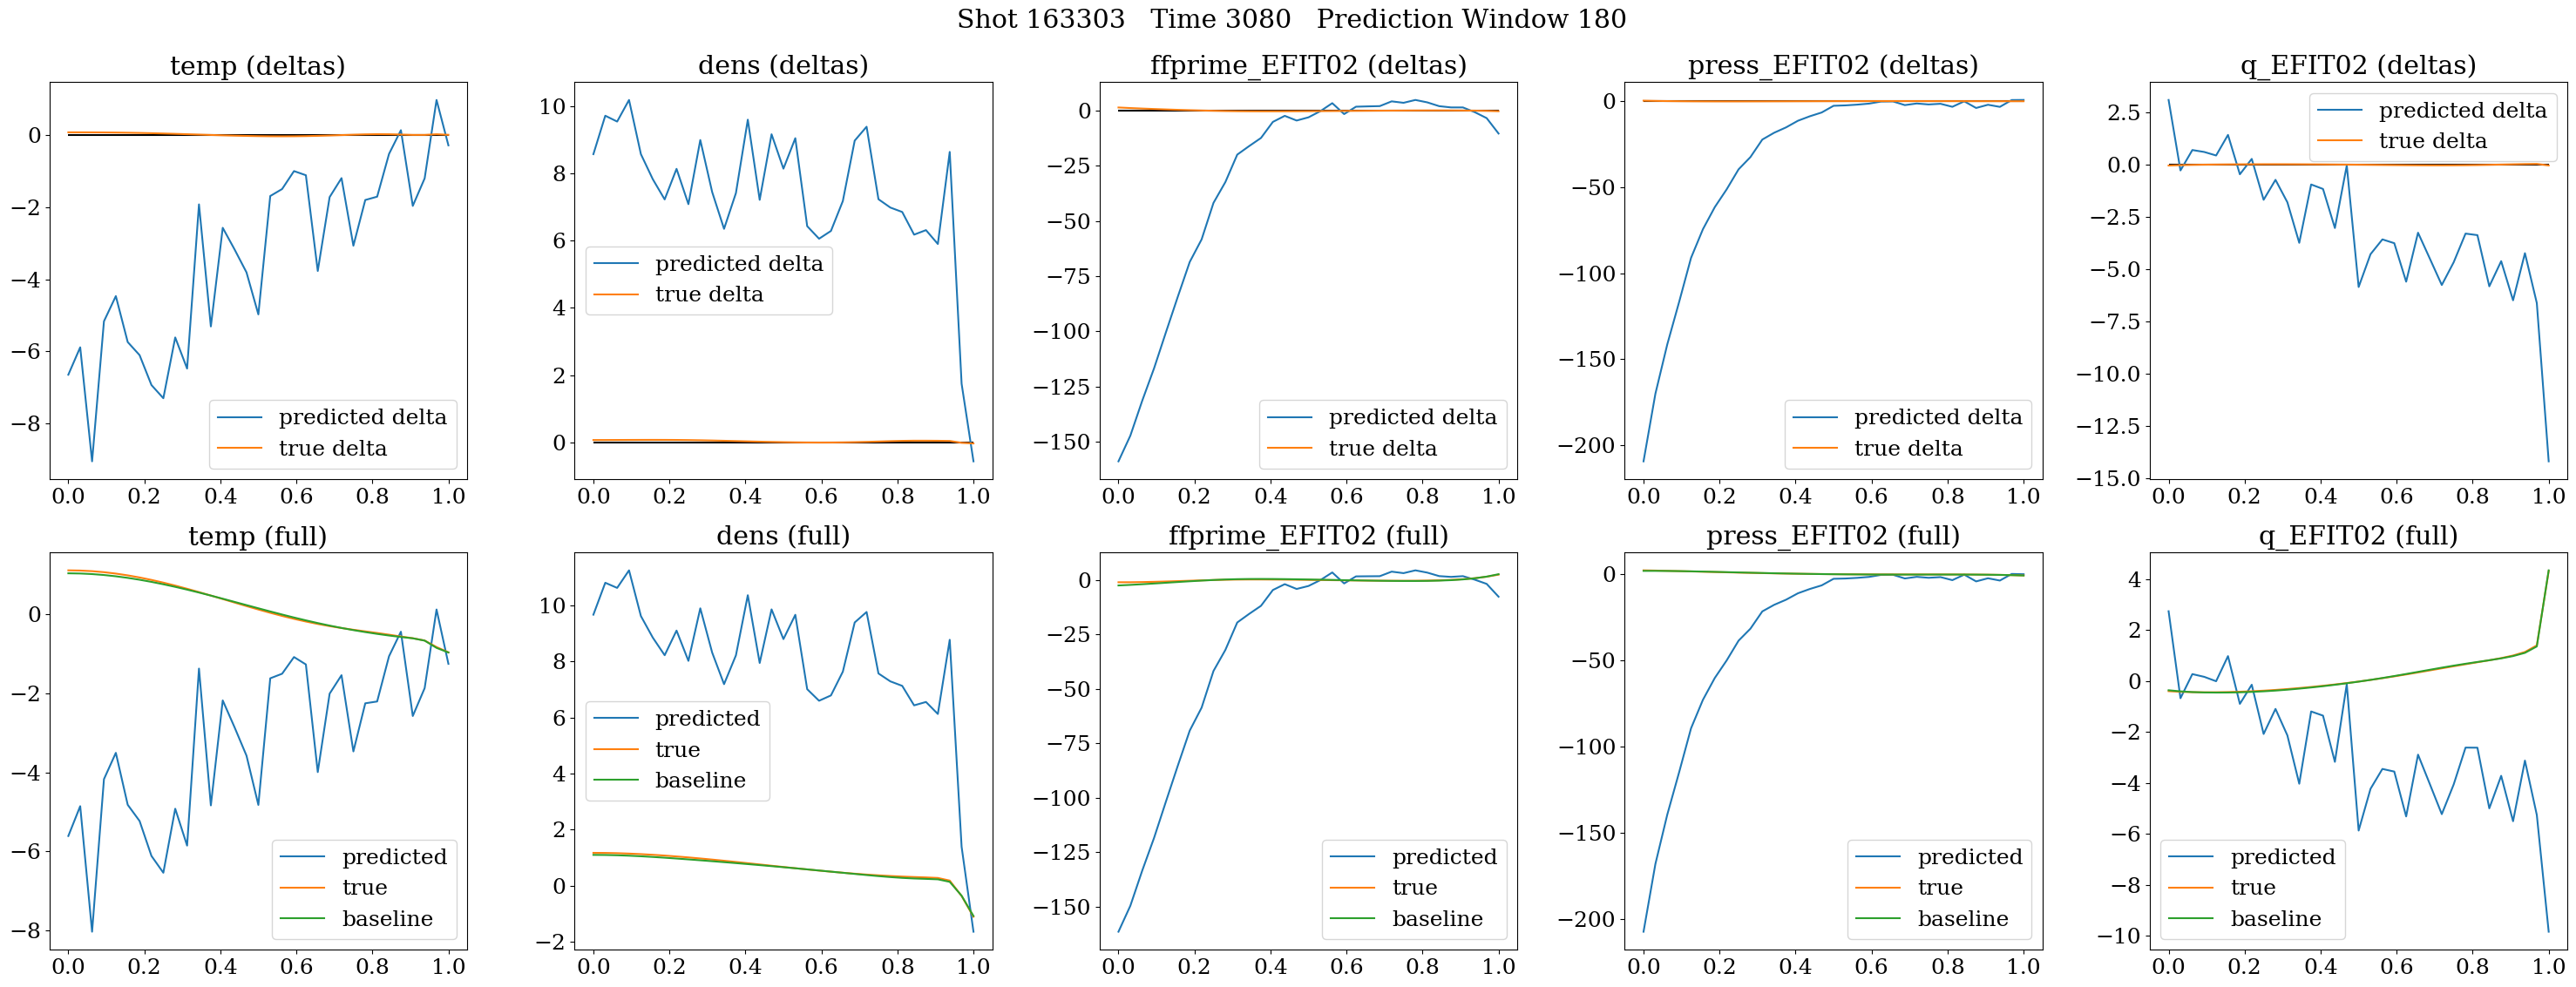 Shot 163303   Time 3080   Prediction Window 180
temp (deltas)
0
−2
−4
−6
−8
0.0 0.2 0.4 0.6 0.8 1.0
predicted delta
true delta
dens (deltas)
10
8
6
4
2
0
0.0 0.2 0.4 0.6 0.8 1.0
predicted delta
true delta
ffprime_EFIT02 (deltas)
0
−25
−50
−75
−100
−125
−150
0.0 0.2 0.4 0.6 0.8 1.0
predicted delta
true delta
press_EFIT02 (deltas)
0
−50
−100
−150
−200
0.0 0.2 0.4 0.6 0.8 1.0
predicted delta
true delta
q_EFIT02 (deltas)
2.5
0.0
−2.5
−5.0
−7.5
−10.0
−12.5
−15.0
0.0 0.2 0.4 0.6 0.8 1.0
predicted delta
true delta
temp (full)
0
−2
−4
−6
−8
0.0 0.2 0.4 0.6 0.8 1.0
predicted
true
baseline
dens (full)
10
8
6
4
2
0
−2
0.0 0.2 0.4 0.6 0.8 1.0
predicted
true
baseline
ffprime_EFIT02 (full)
0
−25
−50
−75
−100
−125
−150
0.0 0.2 0.4 0.6 0.8 1.0
predicted
true
baseline
press_EFIT02 (full)
0
−50
−100
−150
−200
0.0 0.2 0.4 0.6 0.8 1.0
predicted
true
baseline
q_EFIT02 (full)
4
2
0
−2
−4
−6
−8
−10
0.0 0.2 0.4 0.6 0.8 1.0
predicted
true
baseline